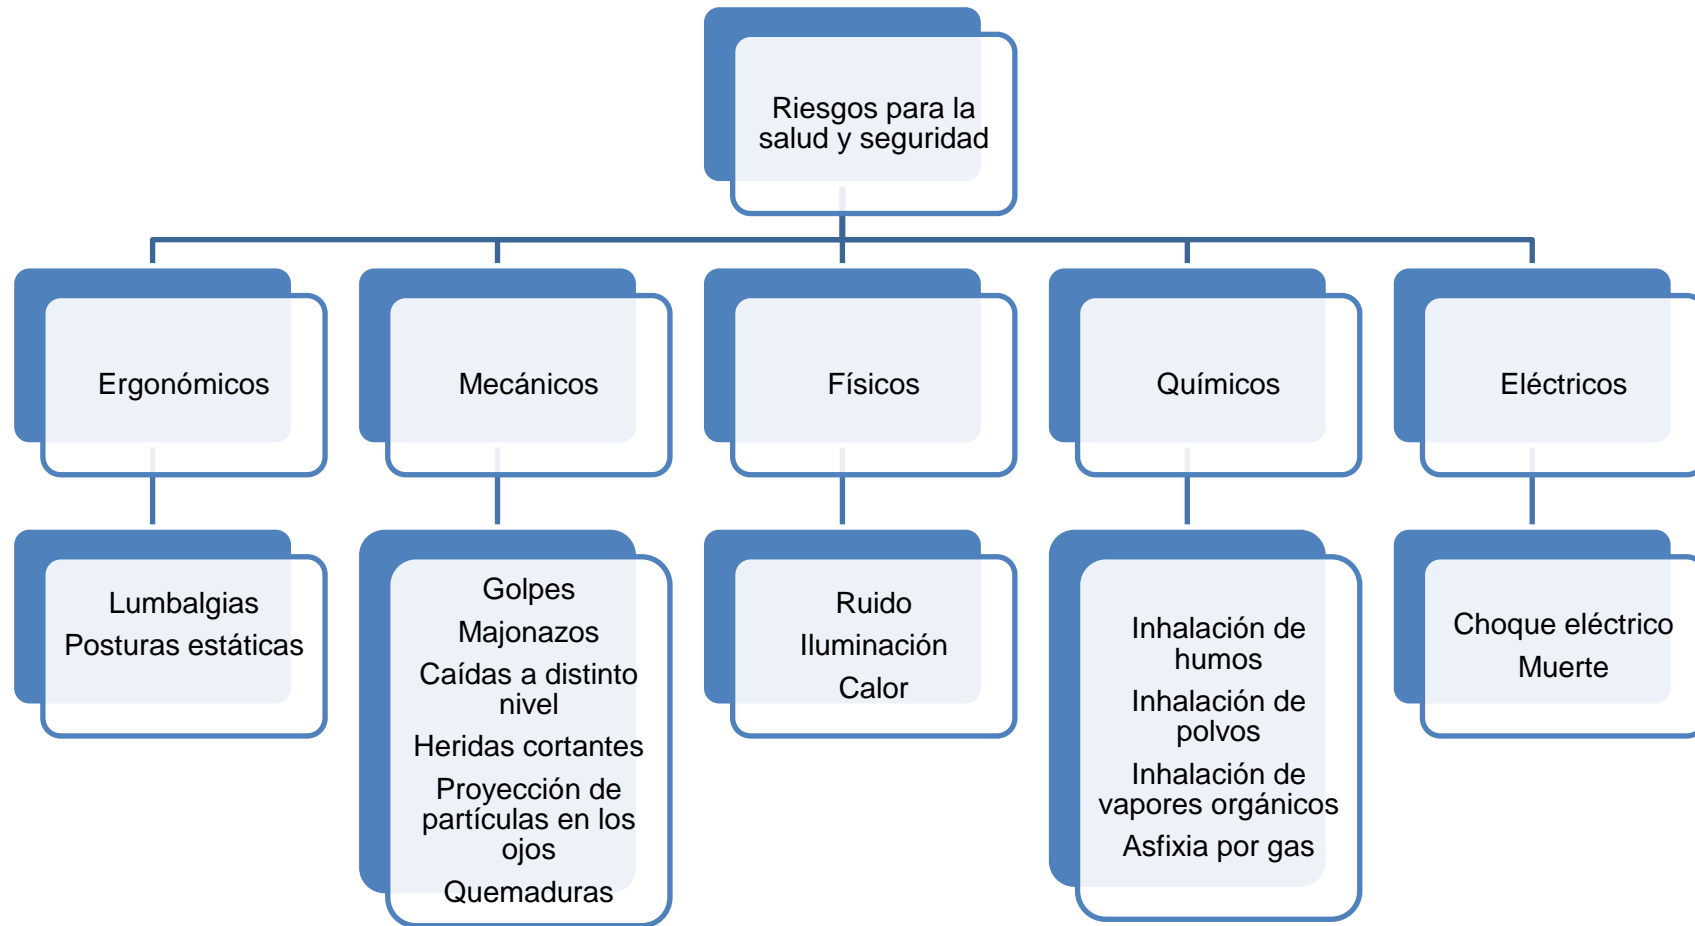 Riesgos para la
salud y seguridad
Ergonómicos
Mecánicos
Físicos
Químicos
Eléctricos
Lumbalgias
Posturas estáticas
Golpes
Majonazos
Caídas a distinto
nivel
Heridas cortantes
Proyección de
partículas en los
ojos
Quemaduras
Ruido
Iluminación
Calor
Inhalación de
humos
Inhalación de
polvos
Inhalación de
vapores orgánicos
Asfixia por gas
Choque eléctrico
Muerte